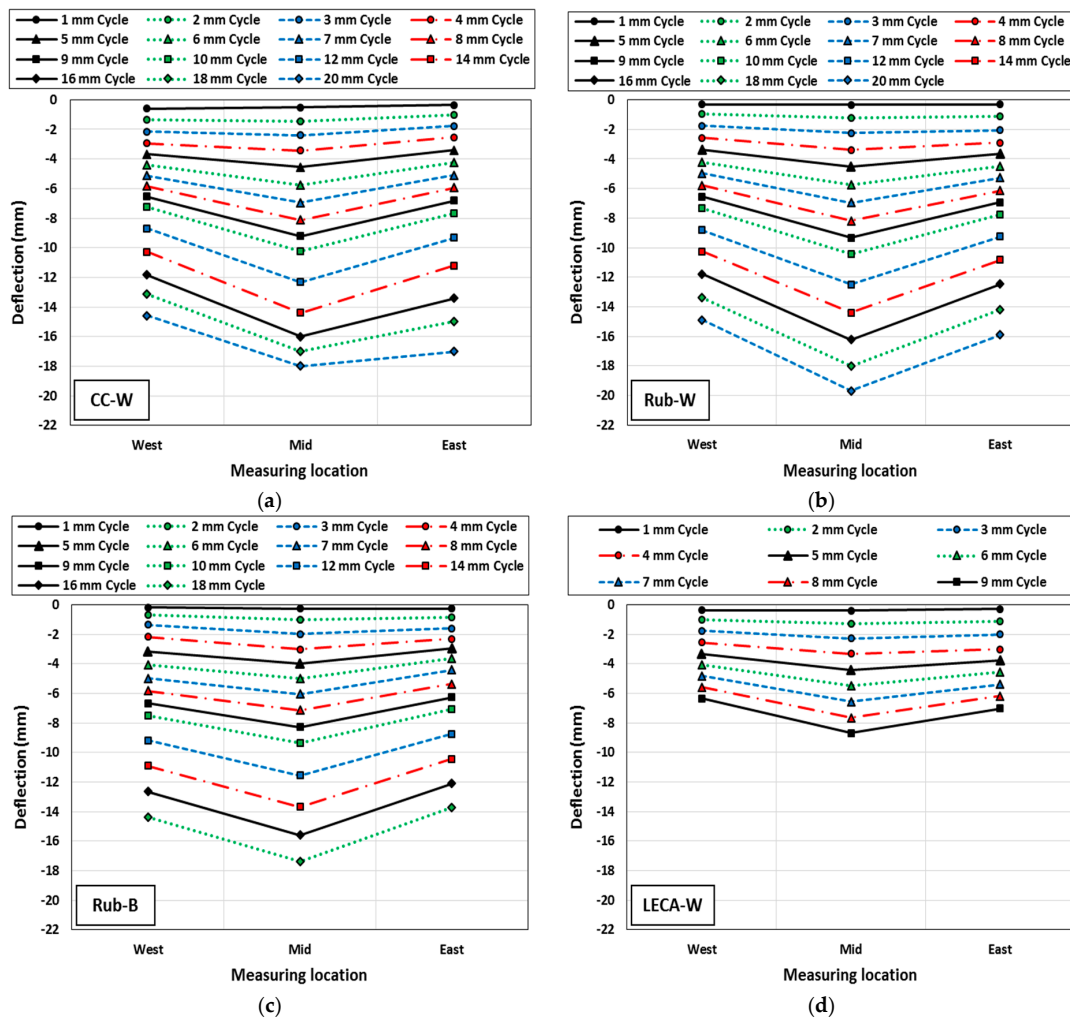 1 mm Cycle 2 mm Cycle 3 mm Cycle 4 mm Cycle
5 mm Cycle 6 mm Cycle 7 mm Cycle 8 mm Cycle
9 mm Cycle 10 mm Cycle 12 mm Cycle 14 mm Cycle
16 mm Cycle 18 mm Cycle 20 mm Cycle
0
-2
-4
-6
-8
-10
-12
-14
-16
-18
-20
-22
Deflection (mm)
CC-W
West Mid East
Measuring location
(a)
1 mm Cycle 2 mm Cycle 3 mm Cycle 4 mm Cycle
5 mm Cycle 6 mm Cycle 7 mm Cycle 8 mm Cycle
9 mm Cycle 10 mm Cycle 12 mm Cycle 14 mm Cycle
16 mm Cycle 18 mm Cycle 20 mm Cycle
0
-2
-4
-6
-8
-10
-12
-14
-16
-18
-20
-22
Deflection (mm)
Rub-W
West Mid East
Measuring location
(b)
1 mm Cycle 2 mm Cycle 3 mm Cycle 4 mm Cycle
5 mm Cycle 6 mm Cycle 7 mm Cycle 8 mm Cycle
9 mm Cycle 10 mm Cycle 12 mm Cycle 14 mm Cycle
16 mm Cycle 18 mm Cycle
0
-2
-4
-6
-8
-10
-12
-14
-16
-18
-20
-22
Deflection (mm)
Rub-B
West Mid East
Measuring location
(c)
1 mm Cycle 2 mm Cycle 3 mm Cycle
4 mm Cycle 5 mm Cycle 6 mm Cycle
7 mm Cycle 8 mm Cycle 9 mm Cycle
0
-2
-4
-6
-8
-10
-12
-14
-16
-18
-20
-22
Deflection (mm)
LECA-W
West Mid East
Measuring location
(d)